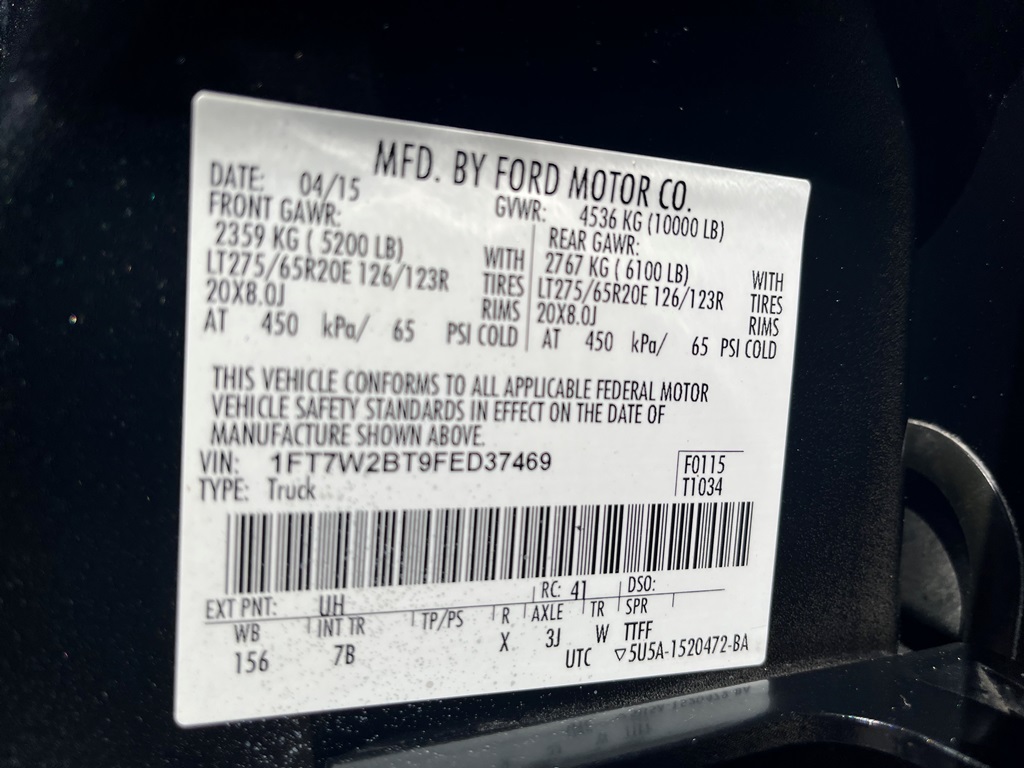 MFD. BY FORD MOTOR CO.
DATE: 04/15 GVWR: 4536 KG (10000 LB)
FRONT GAWR: REAR GAWR:
2359 KG ( 5200 LB) WITH 2767 KG ( 6100 LB) WITH
LT275/65R20E 126/123R TIRES LT275/65R20E 126/123R TIRES
20X8.0J RIMS 20X8.0J RIMS
AT 450 kPa/ 65 PSI COLD AT 450 kPa/ 65 PSI COLD
THIS VEHICLE CONFORMS TO ALL APPLICABLE FEDERAL MOTOR
VEHICLE SAFETY STANDARDS IN EFFECT ON THE DATE OF
MANUFACTURE SHOWN ABOVE.
VIN: 1FT7W2BT9FED37469 F0115
TYPE: Truck T1034
EXT PNT: UH RC: 41 DSO:
WB INT TR TP/PS R AXLE TR SPR
156 7B X 3J W TTFF
UTC ▽5U5A-1520472-BA